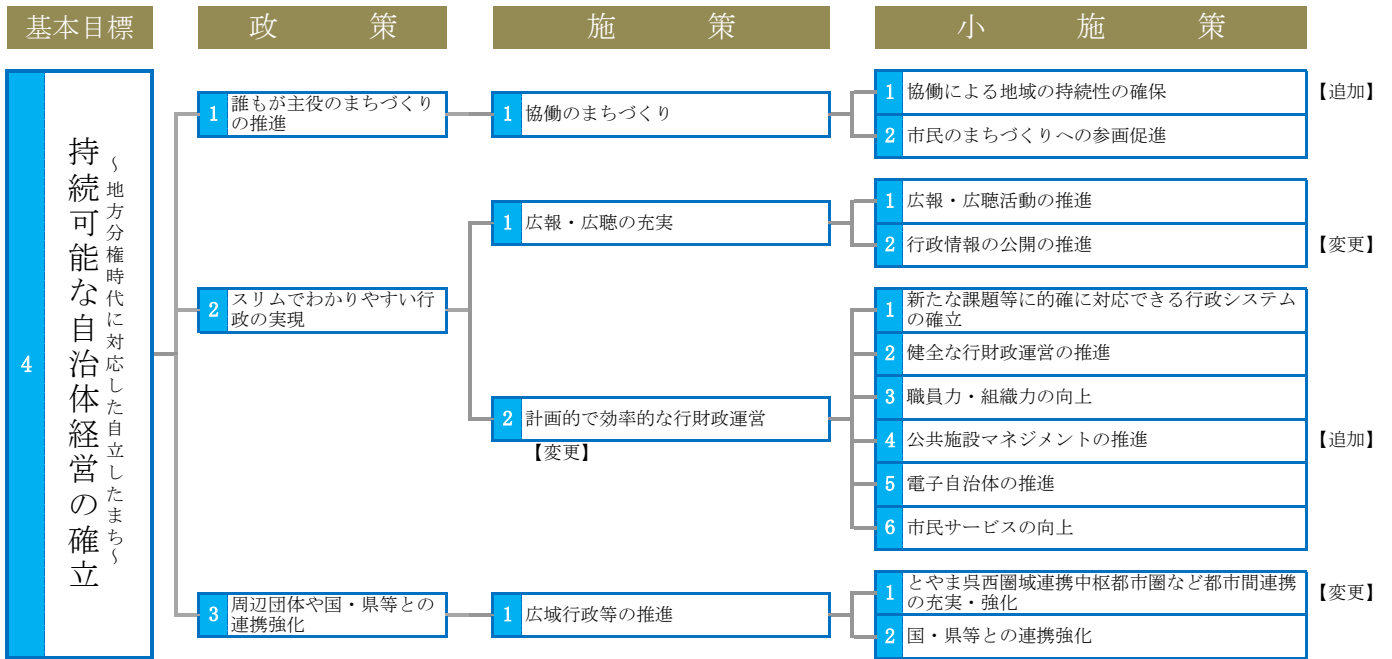 基本目標
政策
施策
小施策
4
持続可能な自治体経営の確立
～地方分権時代に対応した自立したまち～
1 誰もが主役のまちづくり
の推進
1 協働のまちづくり
1 協働による地域の持続性の確保 【追加】
2 市民のまちづくりへの参画促進
2 スリムでわかりやすい行
政の実現
1 広報・広聴の充実
1 広報・広聴活動の推進
2 行政情報の公開の推進 【変更】
2 計画的で効率的な行財政運営
【変更】
1 新たな課題等に的確に対応できる行政システム
の確立
2 健全な行財政運営の推進
3 職員力・組織力の向上
4 公共施設マネジメントの推進 【追加】
5 電子自治体の推進
6 市民サービスの向上
3 周辺団体や国・県等との
連携強化
1 広域行政等の推進
1 とやま呉西圏域連携中枢都市圏など都市間連携
の充実・強化 【変更】
2 国・県等との連携強化